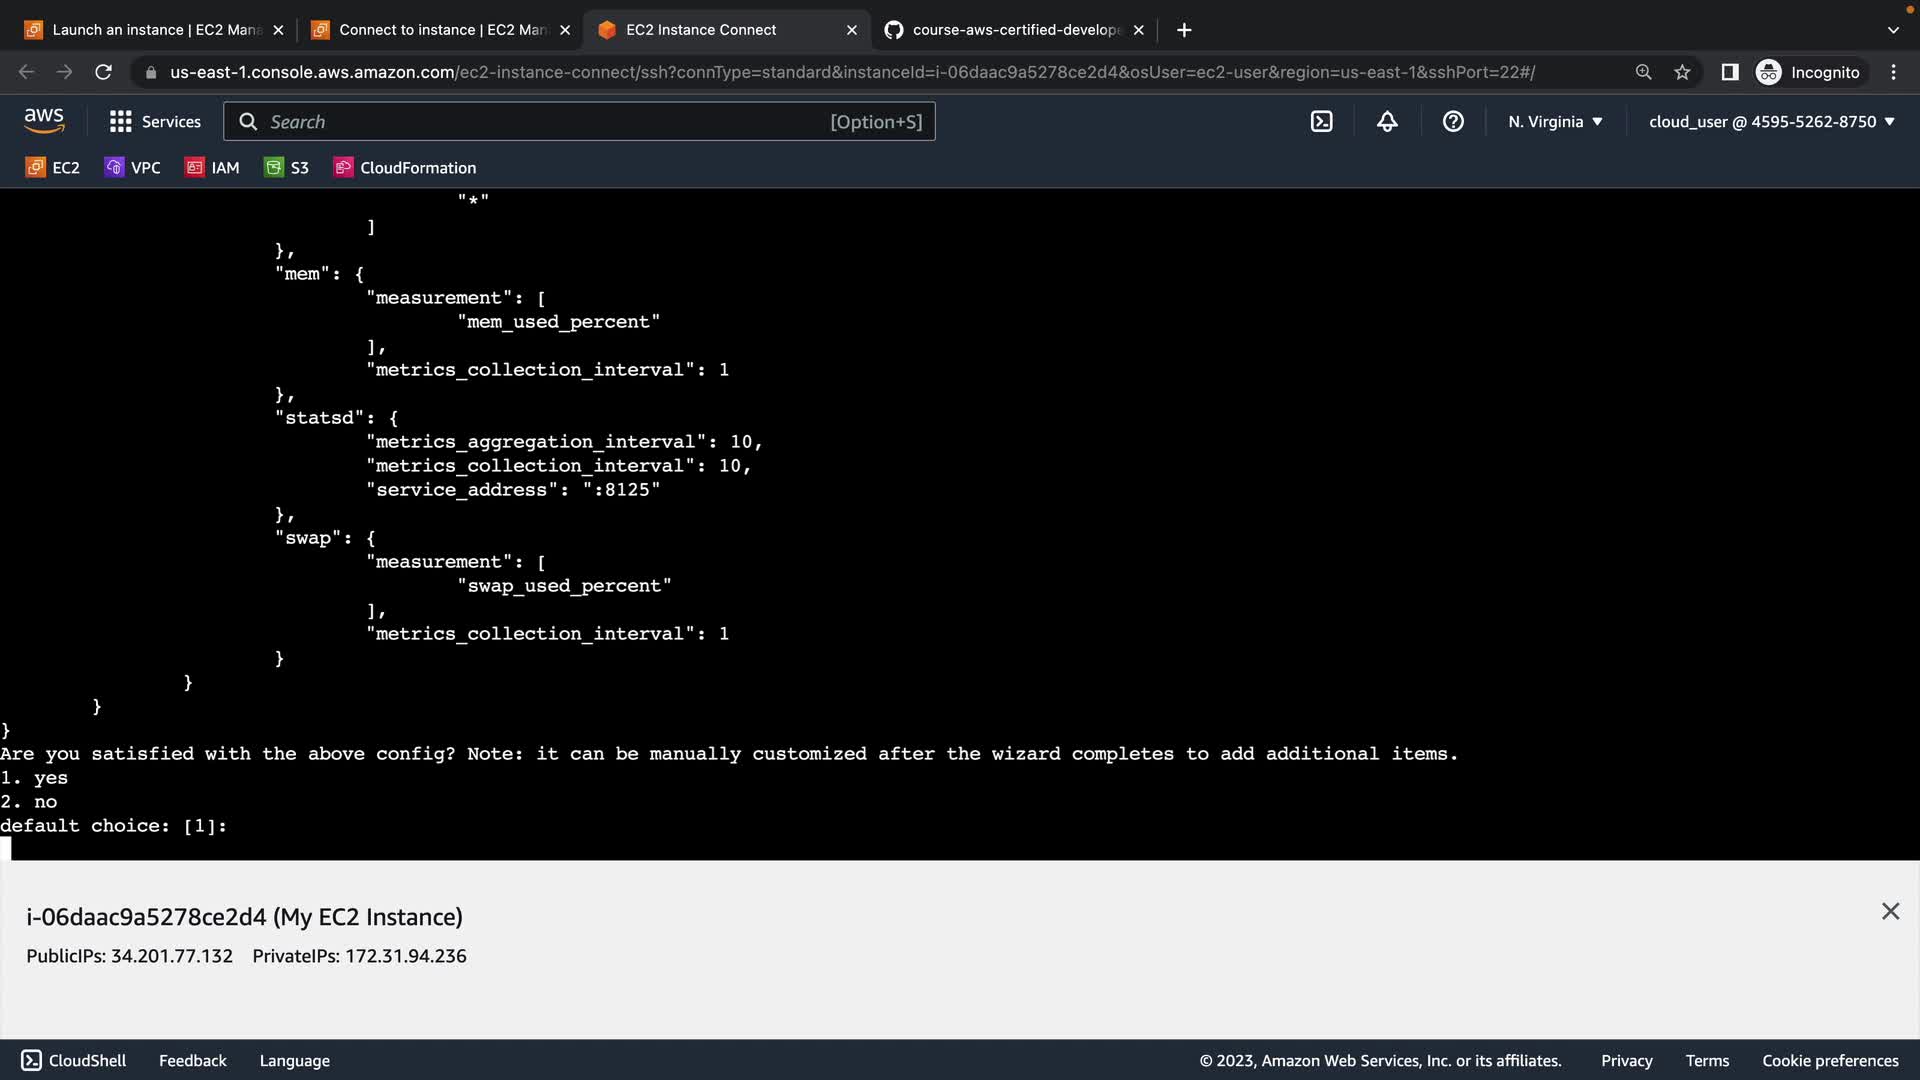 Launch an instance | EC2 Mana
Connect to instance | EC2 Man
EC2 Instance Connect
course-aws-certified-develope
us-east-1.console.aws.amazon.com/ec2-instance-connect/ssh?connType=standard&instanceId=i-06daac9a5278ce2d4&osUser=ec2-user&region=us-east-1&sshPort=22#/
Incognito
aws
Services
Search
[Option+S]
N. Virginia
cloud_user @ 4595-5262-8750
EC2
VPC
IAM
S3
CloudFormation
"*"
]
},
"mem": {
"measurement": [
"mem_used_percent"
],
"metrics_collection_interval": 1
},
"statsd": {
"metrics_aggregation_interval": 10,
"metrics_collection_interval": 10,
"service_address": ":8125"
},
"swap": {
"measurement": [
"swap_used_percent"
],
"metrics_collection_interval": 1
}
}
}
}
Are you satisfied with the above config? Note: it can be manually customized after the wizard completes to add additional items.
1. yes
2. no
default choice: [1]:
i-06daac9a5278ce2d4 (My EC2 Instance)
PublicIPs: 34.201.77.132 PrivateIPs: 172.31.94.236
CloudShell
Feedback
Language
© 2023, Amazon Web Services, Inc. or its affiliates.
Privacy
Terms
Cookie preferences